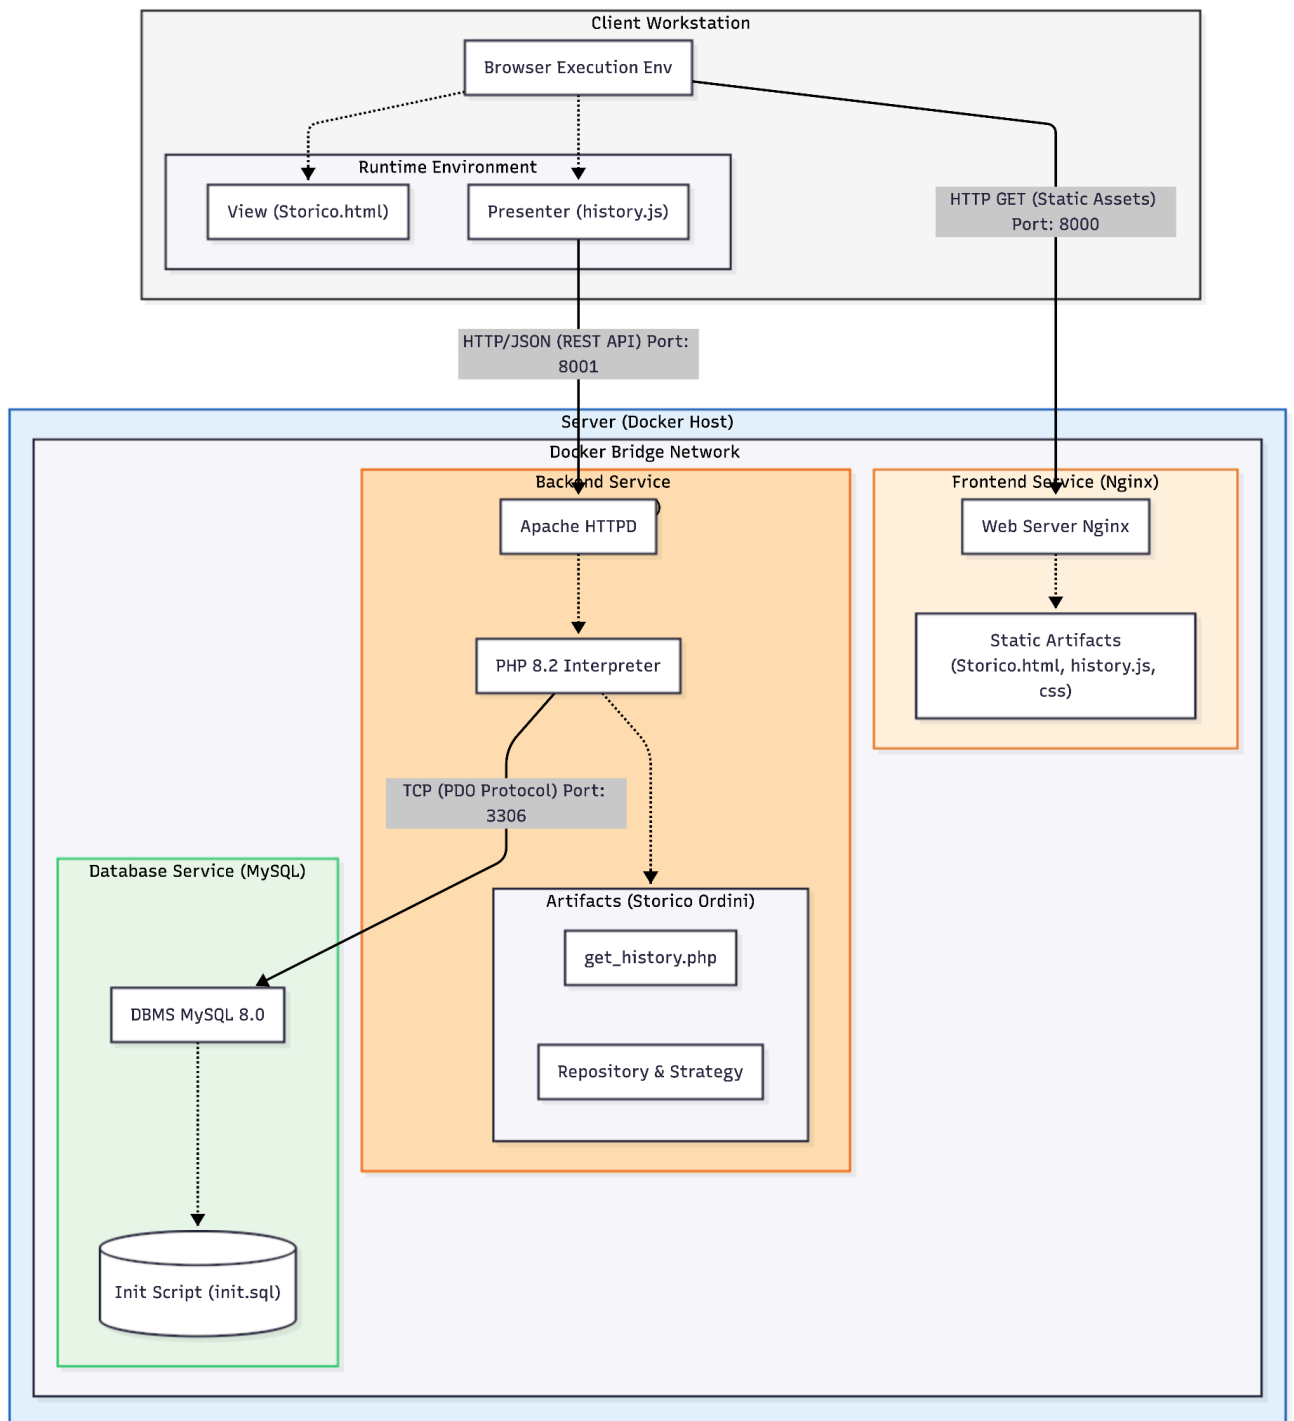 Client Workstation
Browser Execution Env
Runtime Environment
View (Storico.html)
Presenter (history.js)
HTTP GET (Static Assets)
Port: 8000
HTTP/JSON (REST API) Port:
8001
Server (Docker Host)
Docker Bridge Network
Backend Service
)
Apache HTTPD
PHP 8.2 Interpreter
TCP (PDO Protocol) Port:
3306
Artifacts (Storico Ordini)
get_history.php
Repository & Strategy
Frontend Service (Nginx)
Web Server Nginx
Static Artifacts
(Storico.html, history.js,
css)
Database Service (MySQL)
DBMS MySQL 8.0
Init Script (init.sql)